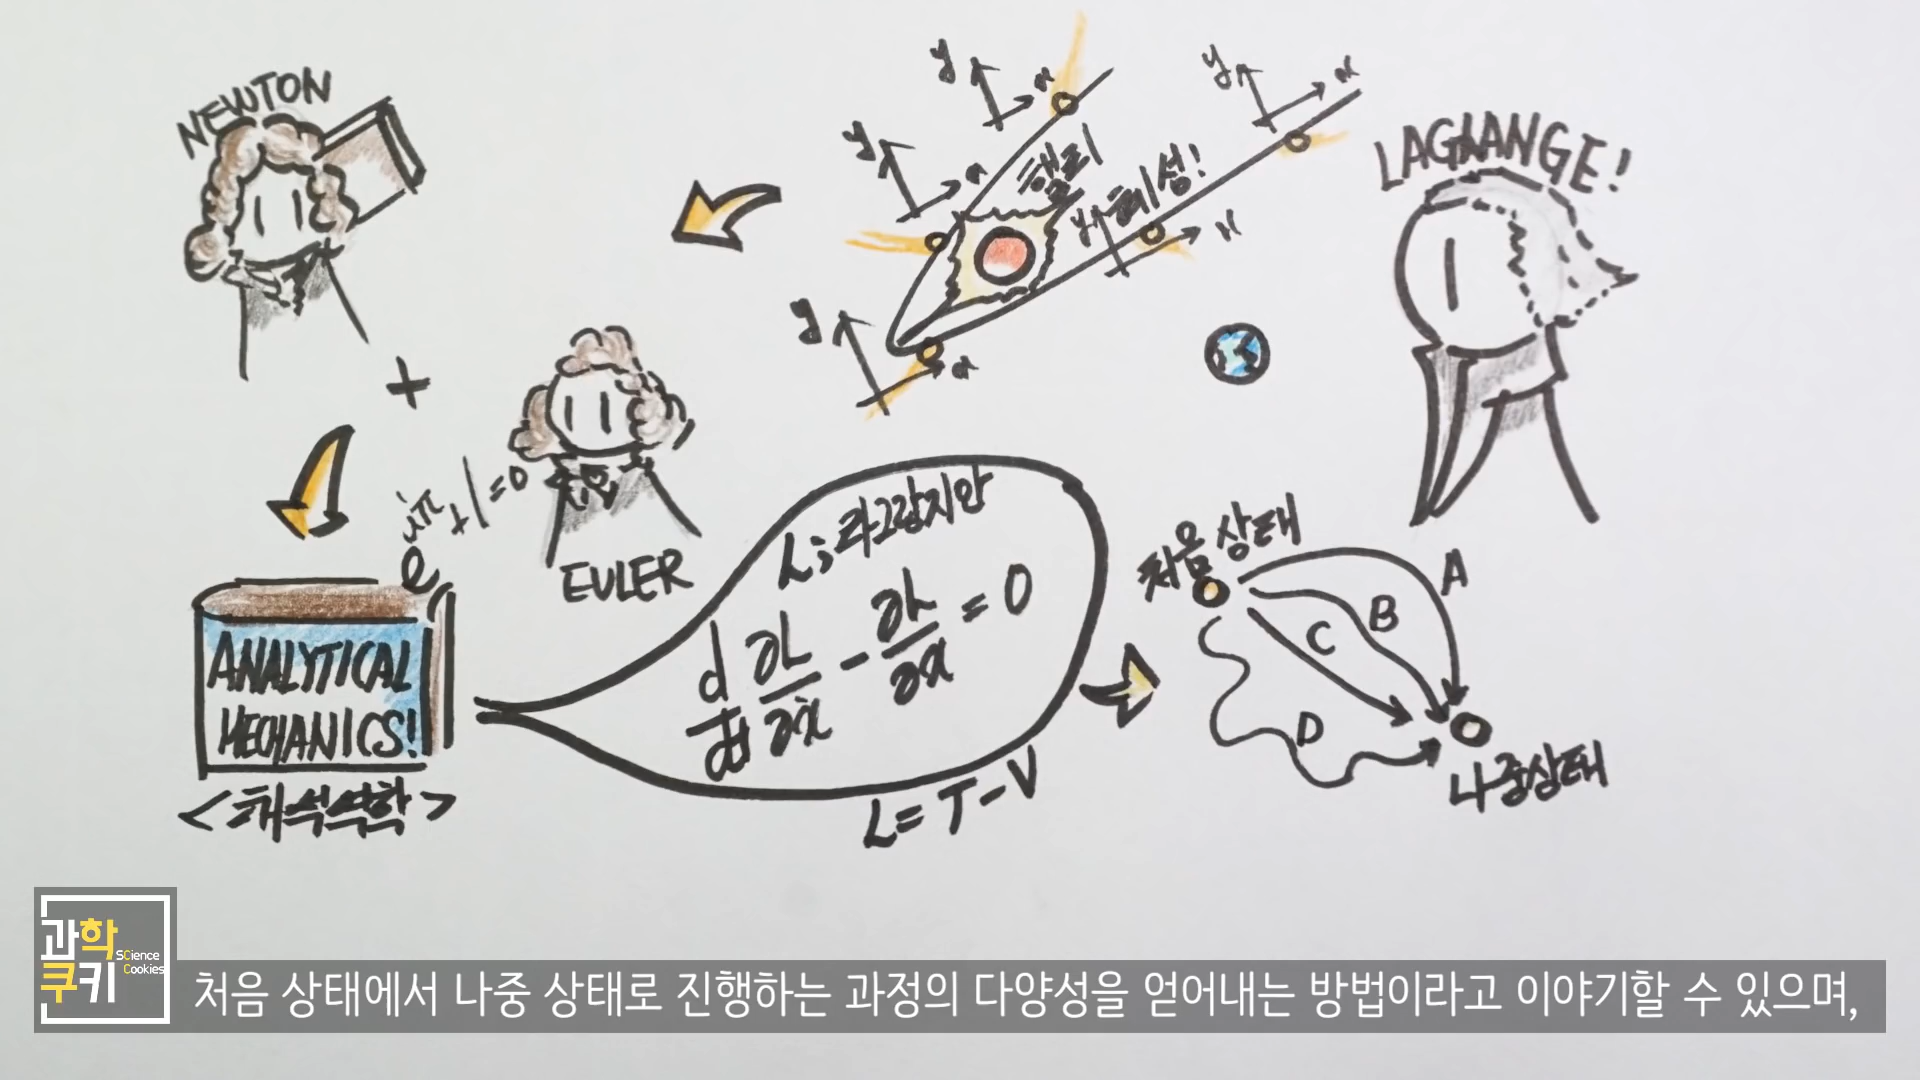 NEWTON
y
x
y
x
y
x
핼리
혜성!
y
x
y
x
LAGRANGE!
+
e^iπ+1=0
EULER
L; 라그랑지안
d/dt ∂L/∂ẋ - ∂L/∂x = 0
L = T - V
ANALYTICAL
MECHANICS!
<해석역학>
처음 상태
A
B
C
D
나중상태
과학
쿠키
Science
Cookies
처음 상태에서 나중 상태로 진행하는 과정의 다양성을 얻어내는 방법이라고 이야기할 수 있으며,